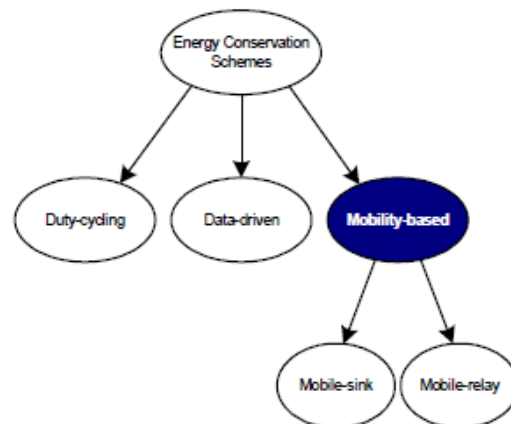 Energy Conservation
Schemes
Duty-cycling
Data-driven
Mobility-based
Mobile-sink
Mobile-relay